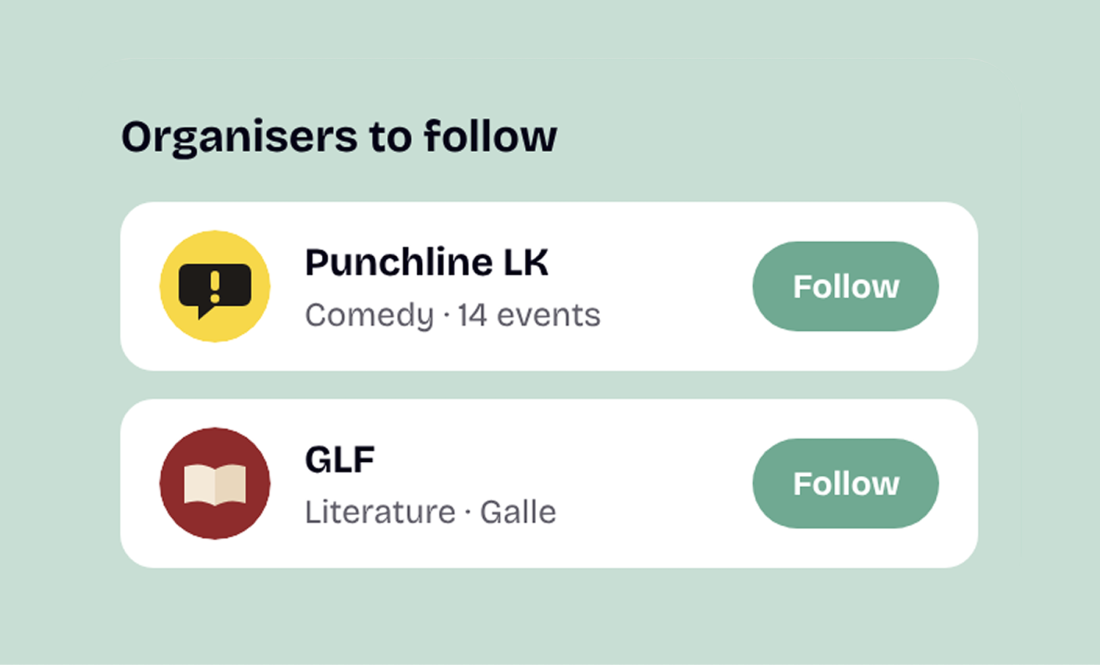 Organisers to follow
Punchline LK
Comedy · 14 events
Follow
GLF
Literature · Galle
Follow